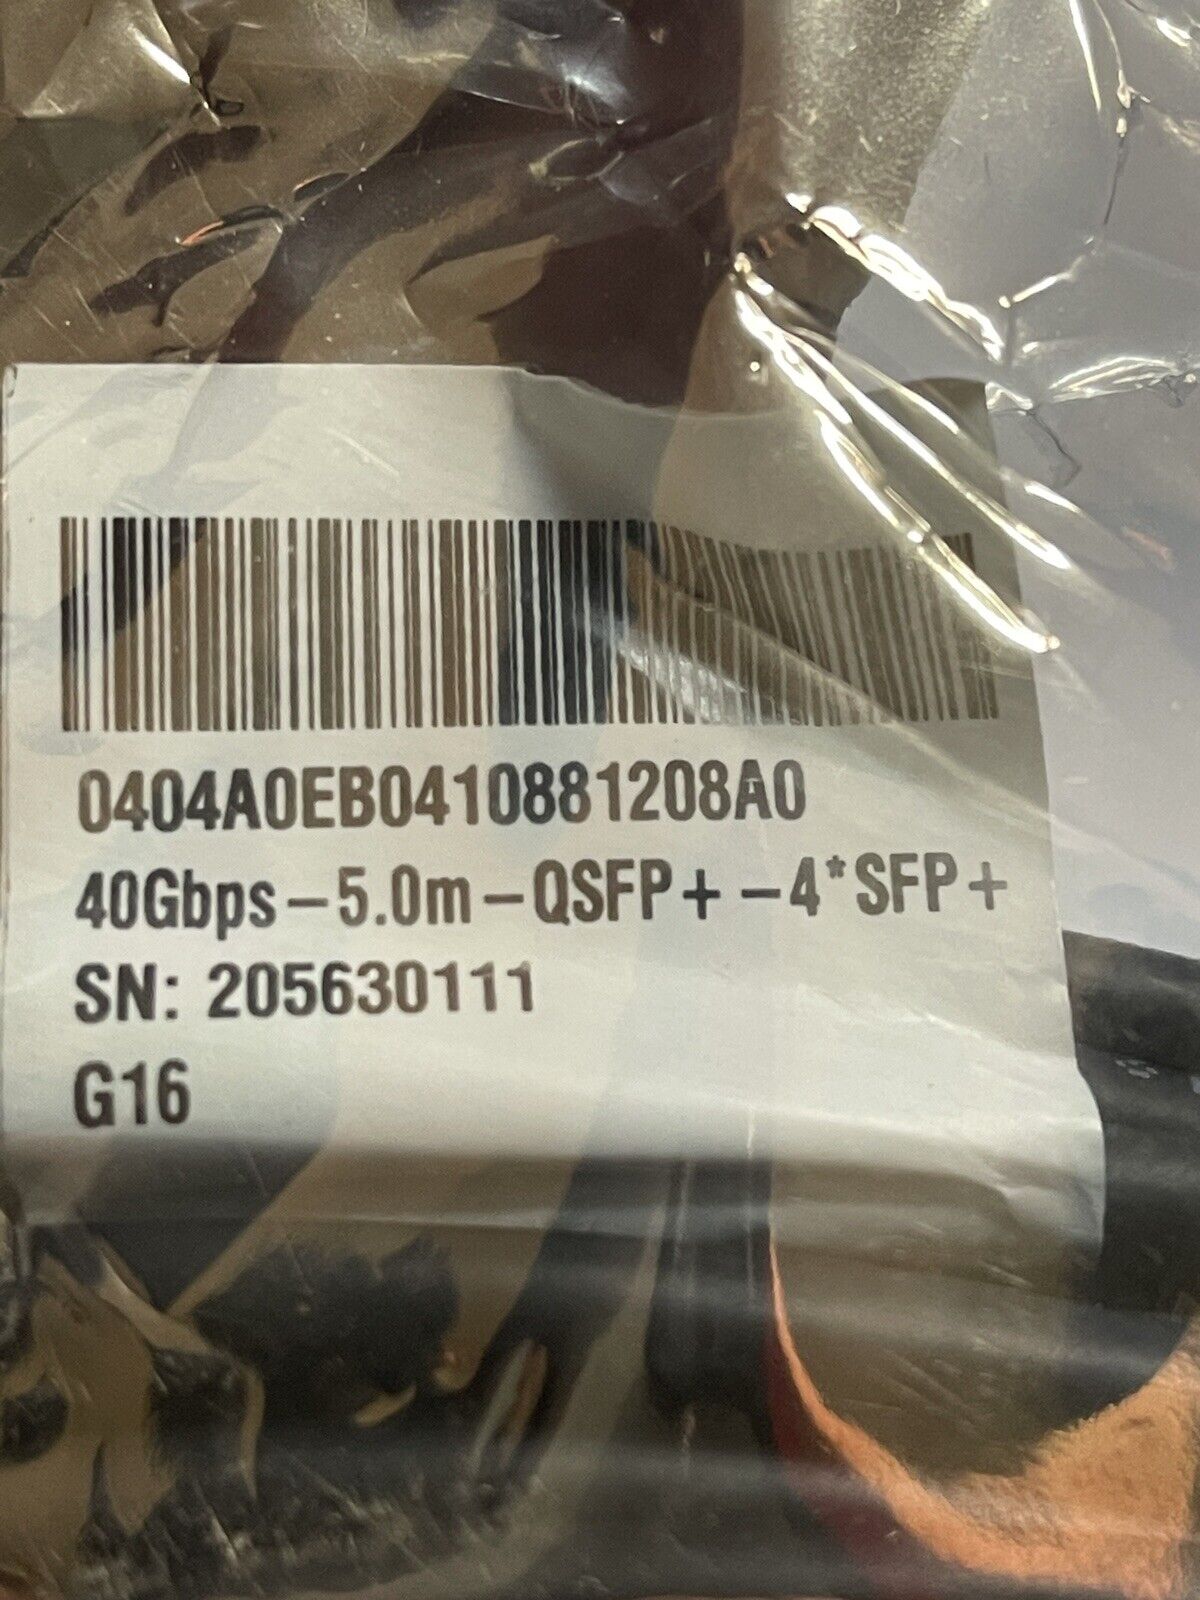 0404A0EB0410881208A0
40Gbps-5.0m-QSFP+-4*SFP+
SN: 205630111
G16